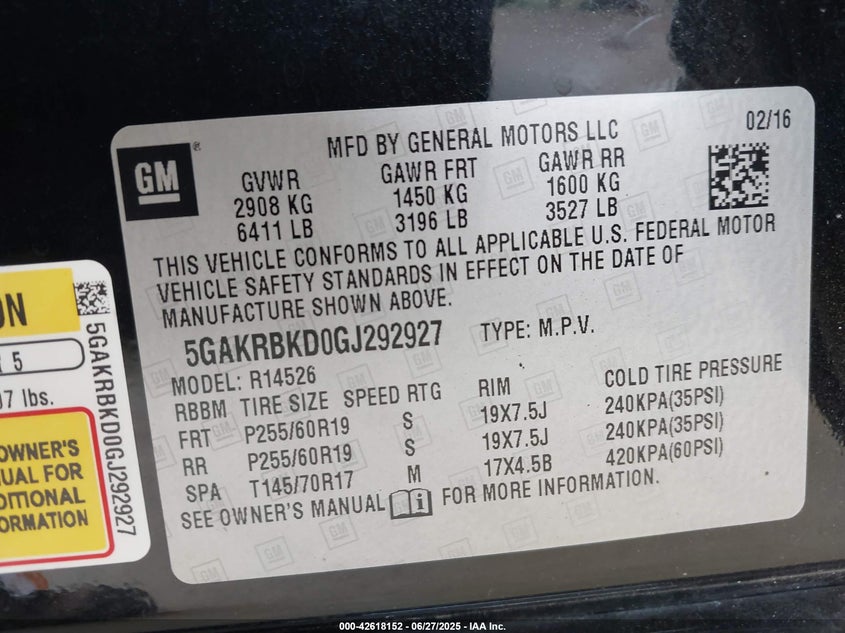 02/16
MFD BY GENERAL MOTORS LLC
GM®
GVWR GAWR FRT GAWR RR
2908 KG 1450 KG 1600 KG
6411 LB 3196 LB 3527 LB
THIS VEHICLE CONFORMS TO ALL APPLICABLE U.S. FEDERAL MOTOR
VEHICLE SAFETY STANDARDS IN EFFECT ON THE DATE OF
MANUFACTURE SHOWN ABOVE.
5GAKRBKD0GJ292927 TYPE: M.P.V.
MODEL: R14526
RBBM TIRE SIZE SPEED RTG RIM COLD TIRE PRESSURE
FRT P255/60R19 S 19X7.5J 240KPA(35PSI)
RR P255/60R19 S 19X7.5J 240KPA(35PSI)
SPA T145/70R17 M 17X4.5B 420KPA(60PSI)
SEE OWNER'S MANUAL FOR MORE INFORMATION.
5
lbs.
OWNER'S
FOR
5GAKRBKD0GJ292927
000-42618152 | 06/27/2025 - IAA Inc.